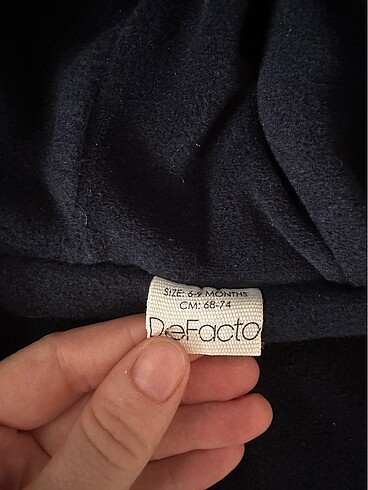 SIZE: 6-9 MONTHS
CM: 68-74
DeFacto